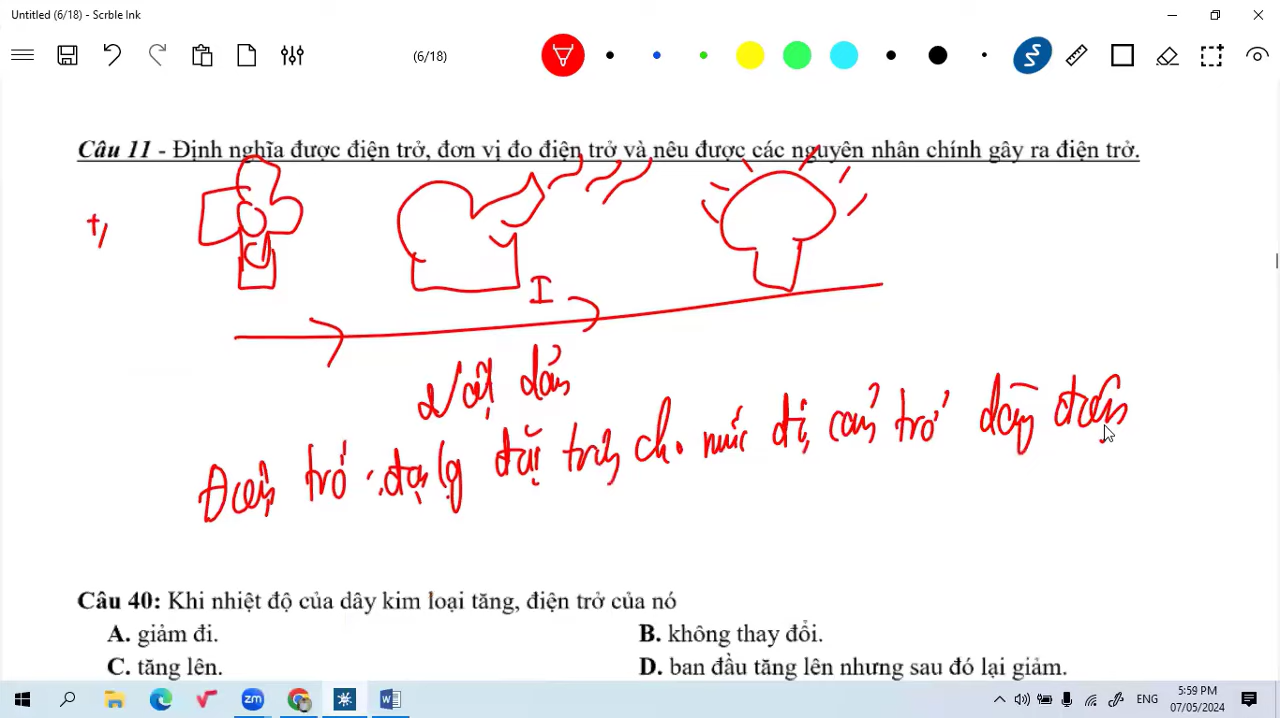 Untitled (6/18) - Scrble Ink
(6/18)
Câu 11 - Định nghĩa được điện trở, đơn vị đo điện trở và nêu được các nguyên nhân chính gây ra điện trở.
+,
I
Vật dẫn
Điện trở : đại lg đặc trưng cho mức độ cản trở dòng điện
Câu 40: Khi nhiệt độ của dây kim loại tăng, điện trở của nó
A. giảm đi. B. không thay đổi.
C. tăng lên. D. ban đầu tăng lên nhưng sau đó lại giảm.
zm
ENG
5:59 PM
07/05/2024